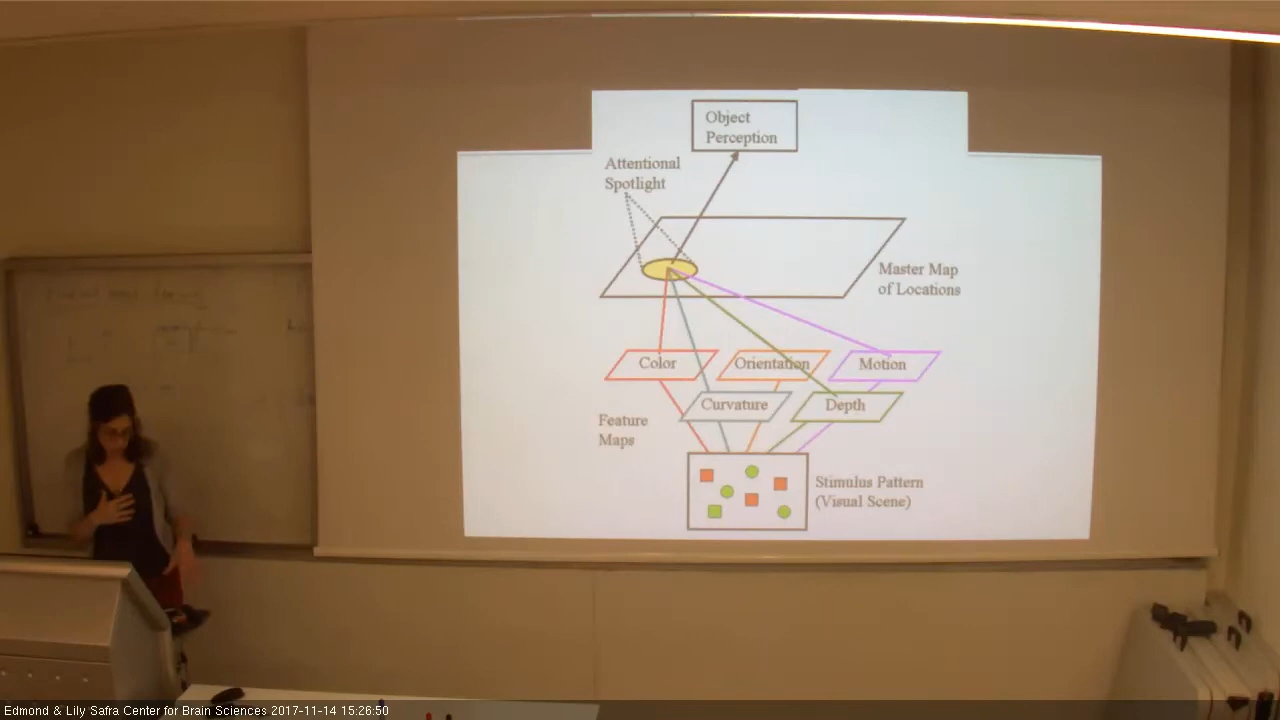 Object
Perception
Attentional
Spotlight
Master Map
of Locations
Color
Orientation
Motion
Curvature
Depth
Feature
Maps
Stimulus Pattern
(Visual Scene)
Edmond & Lily Safra Center for Brain Sciences 2017-11-14 15:26:50